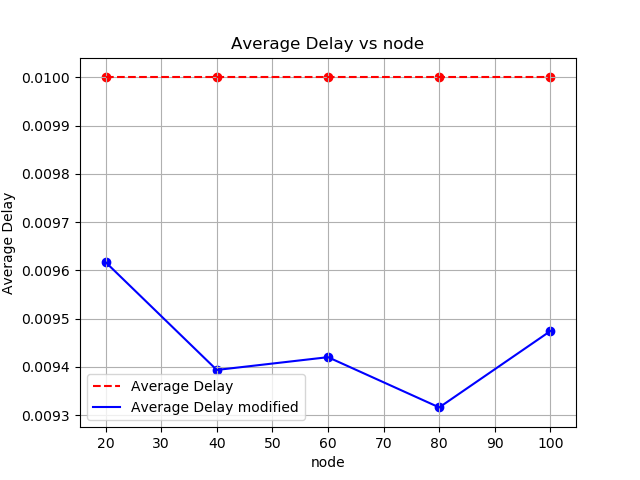 Average Delay vs node
Average Delay
0.0100
0.0099
0.0098
0.0097
0.0096
0.0095
0.0094
0.0093
Average Delay
Average Delay modified
20 30 40 50 60 70 80 90 100
node